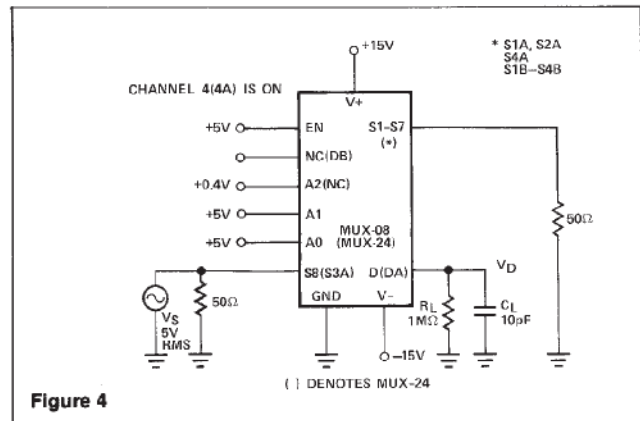 +15V
* S1A, S2A
S4A
S1B–S4B
CHANNEL 4(4A) IS ON
V+
+5V
EN
S1–S7
(*)
NC(DB)
+0.4V
A2(NC)
+5V
A1
50Ω
MUX-08
(MUX-24)
+5V
A0
S8(S3A)
D(DA)
VD
50Ω
GND
V–
RL
1MΩ
CL
10pF
VS
5V
RMS
–15V
( ) DENOTES MUX-24
Figure 4